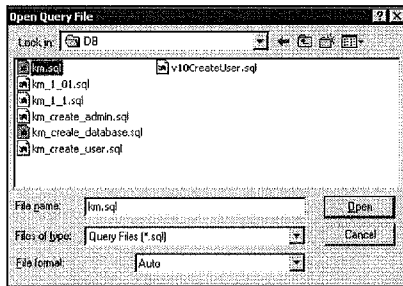 Open Query File
Look in: DB
km.sql v10CreateUser.sql
km_1_01.sql
km_1_1.sql
km_create_admin.sql
km_create_database.sql
km_create_user.sql
File name: km.sql Open
Files of type: Query Files (*.sql) Cancel
File format: Auto